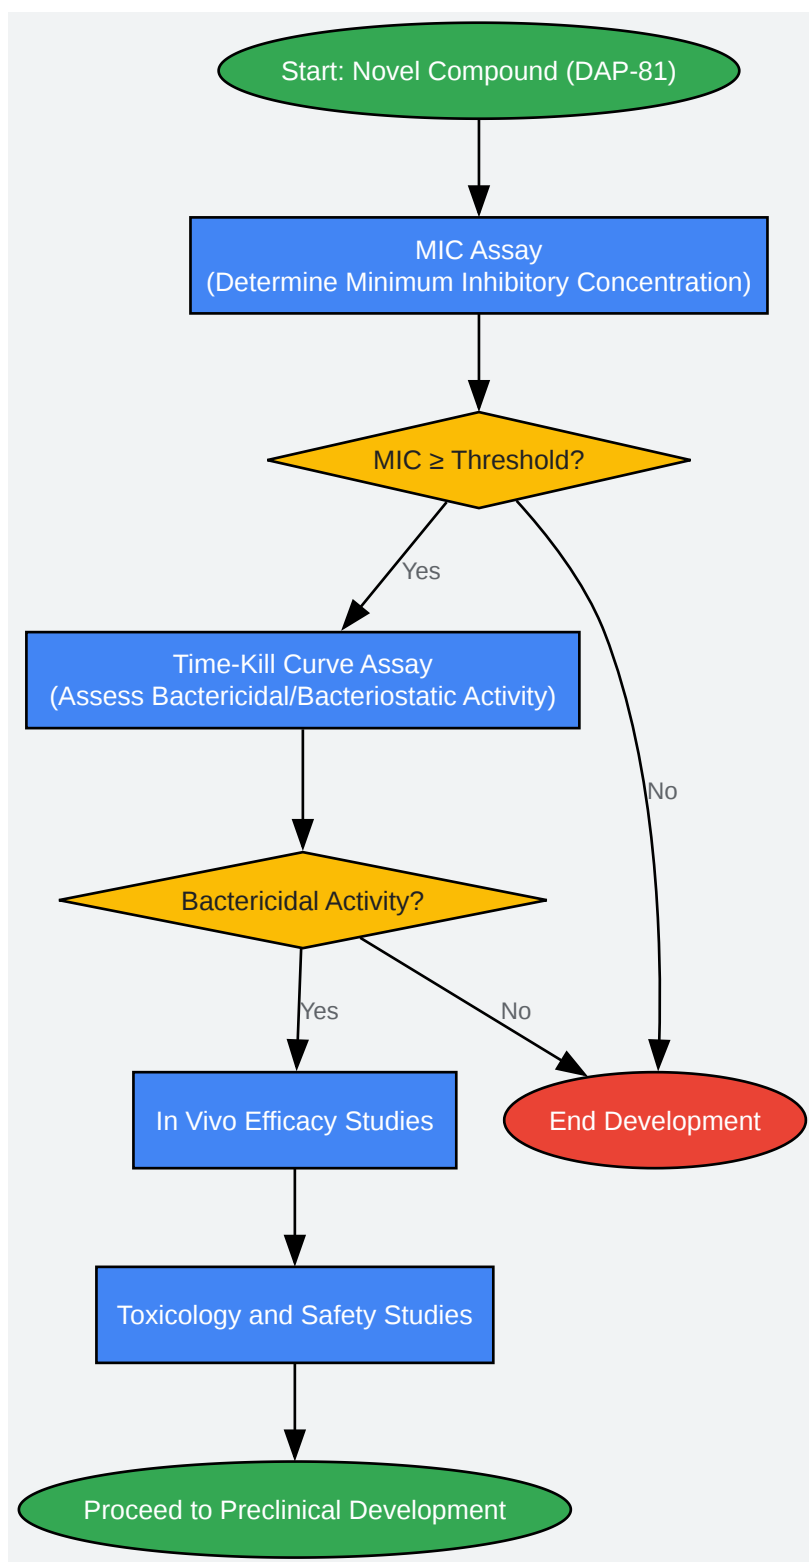 Start: Novel Compound (DAP-81)
MIC Assay
(Determine Minimum Inhibitory Concentration)
MIC ≥ Threshold?
Yes
Time-Kill Curve Assay
(Assess Bactericidal/Bacteriostatic Activity)
No
Bactericidal Activity?
Yes
No
In Vivo Efficacy Studies
End Development
Toxicology and Safety Studies
Proceed to Preclinical Development